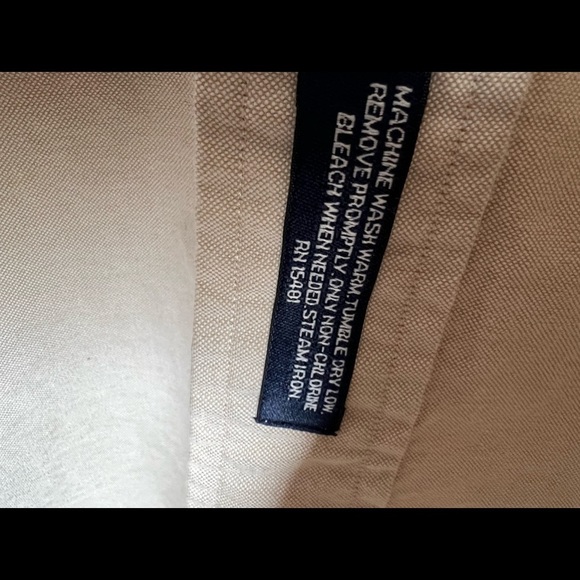 MACHINE WASH WARM. TUMBLE DRY LOW.
REMOVE PROMPTLY. ONLY NON-CHLORINE
BLEACH WHEN NEEDED. STEAM IRON.
RN 15481